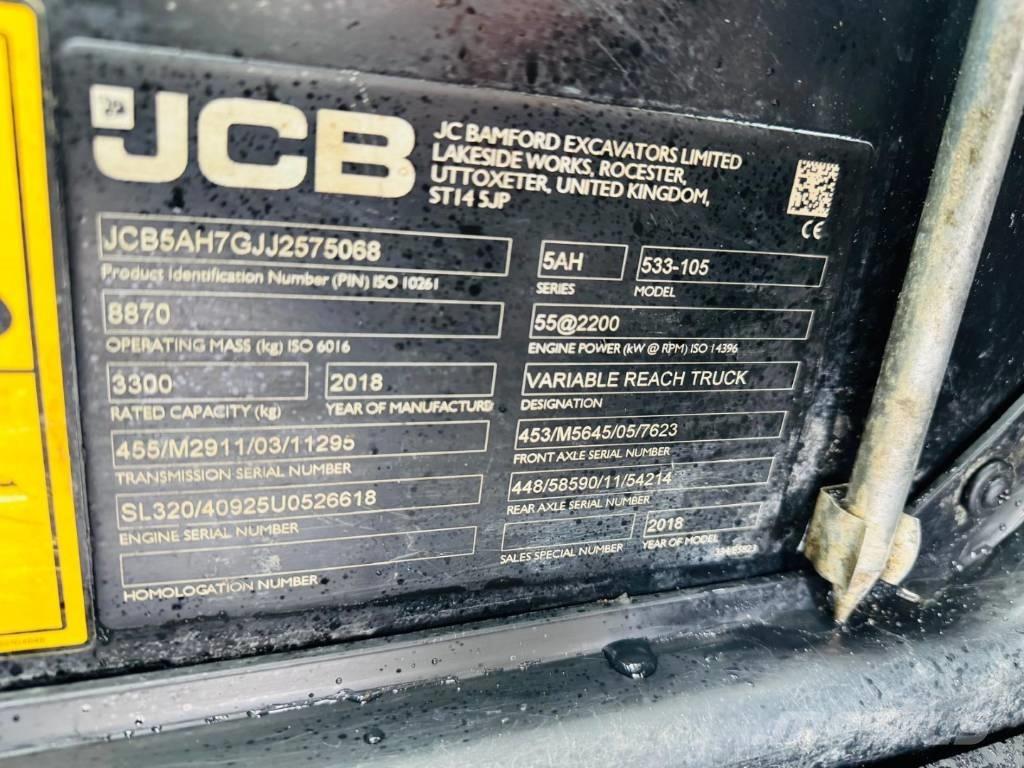 JCB
JC BAMFORD EXCAVATORS LIMITED
LAKESIDE WORKS, ROCESTER,
UTTOXETER, UNITED KINGDOM,
ST14 5JP
CE
JCB5AH7GJJ2575068
Product Identification Number (PIN) ISO 10261
5AH
SERIES
533-105
MODEL
8870
OPERATING MASS (kg) ISO 6016
55@2200
ENGINE POWER (kW @ RPM) ISO 14396
3300
RATED CAPACITY (kg)
2018
YEAR OF MANUFACTURE
VARIABLE REACH TRUCK
DESIGNATION
455/M2911/03/11295
TRANSMISSION SERIAL NUMBER
453/M5645/05/7623
FRONT AXLE SERIAL NUMBER
SL320/40925U0526618
ENGINE SERIAL NUMBER
448/58590/11/54214
REAR AXLE SERIAL NUMBER
HOMOLOGATION NUMBER
SALES SPECIAL NUMBER
2018
YEAR OF MODEL